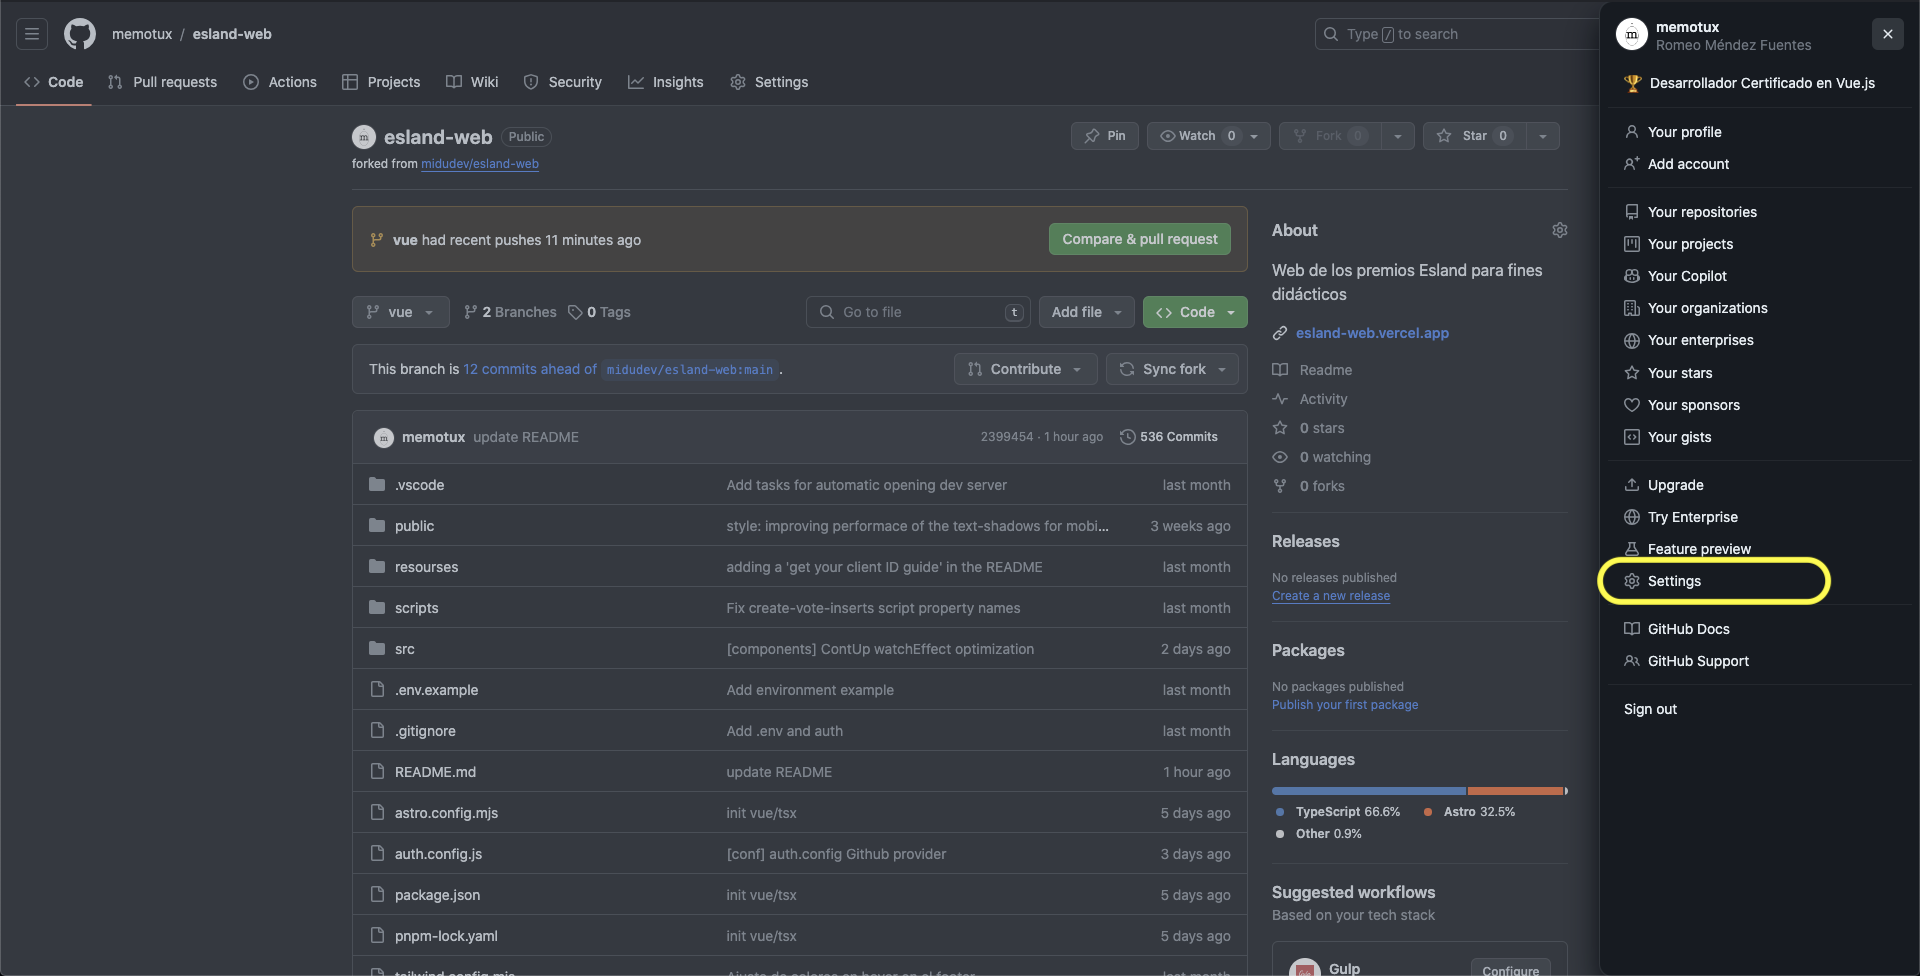 memotux / esland-web
Type / to search
Code Pull requests Actions Projects Wiki Security Insights Settings
esland-web Public
forked from midudev/esland-web
Pin Watch 0 Fork 0 Star 0
vue had recent pushes 11 minutes ago Compare & pull request
vue 2 Branches 0 Tags Go to file t Add file Code
This branch is 12 commits ahead of midudev/esland-web:main . Contribute Sync fork
memotux update README 2399454 · 1 hour ago 536 Commits
.vscode Add tasks for automatic opening dev server last month
public style: improving performace of the text-shadows for mobi... 3 weeks ago
resourses adding a 'get your client ID guide' in the README last month
scripts Fix create-vote-inserts script property names last month
src [components] ContUp watchEffect optimization 2 days ago
.env.example Add environment example last month
.gitignore Add .env and auth last month
README.md update README 1 hour ago
astro.config.mjs init vue/tsx 5 days ago
auth.config.js [conf] auth.config Github provider 3 days ago
package.json init vue/tsx 5 days ago
pnpm-lock.yaml init vue/tsx 5 days ago
tailwind.config.mjs Ajuste de colores en hover en el footer last month
About
Web de los premios Esland para fines
didácticos
esland-web.vercel.app
Readme
Activity
0 stars
0 watching
0 forks
Releases
No releases published
Create a new release
Packages
No packages published
Publish your first package
Languages
TypeScript 66.6% Astro 32.5%
Other 0.9%
Suggested workflows
Based on your tech stack
Gulp Configure
m memotux
Romeo Méndez Fuentes
Desarrollador Certificado en Vue.js
Your profile
Add account
Your repositories
Your projects
Your Copilot
Your organizations
Your enterprises
Your stars
Your sponsors
Your gists
Upgrade
Try Enterprise
Feature preview
Settings
GitHub Docs
GitHub Support
Sign out